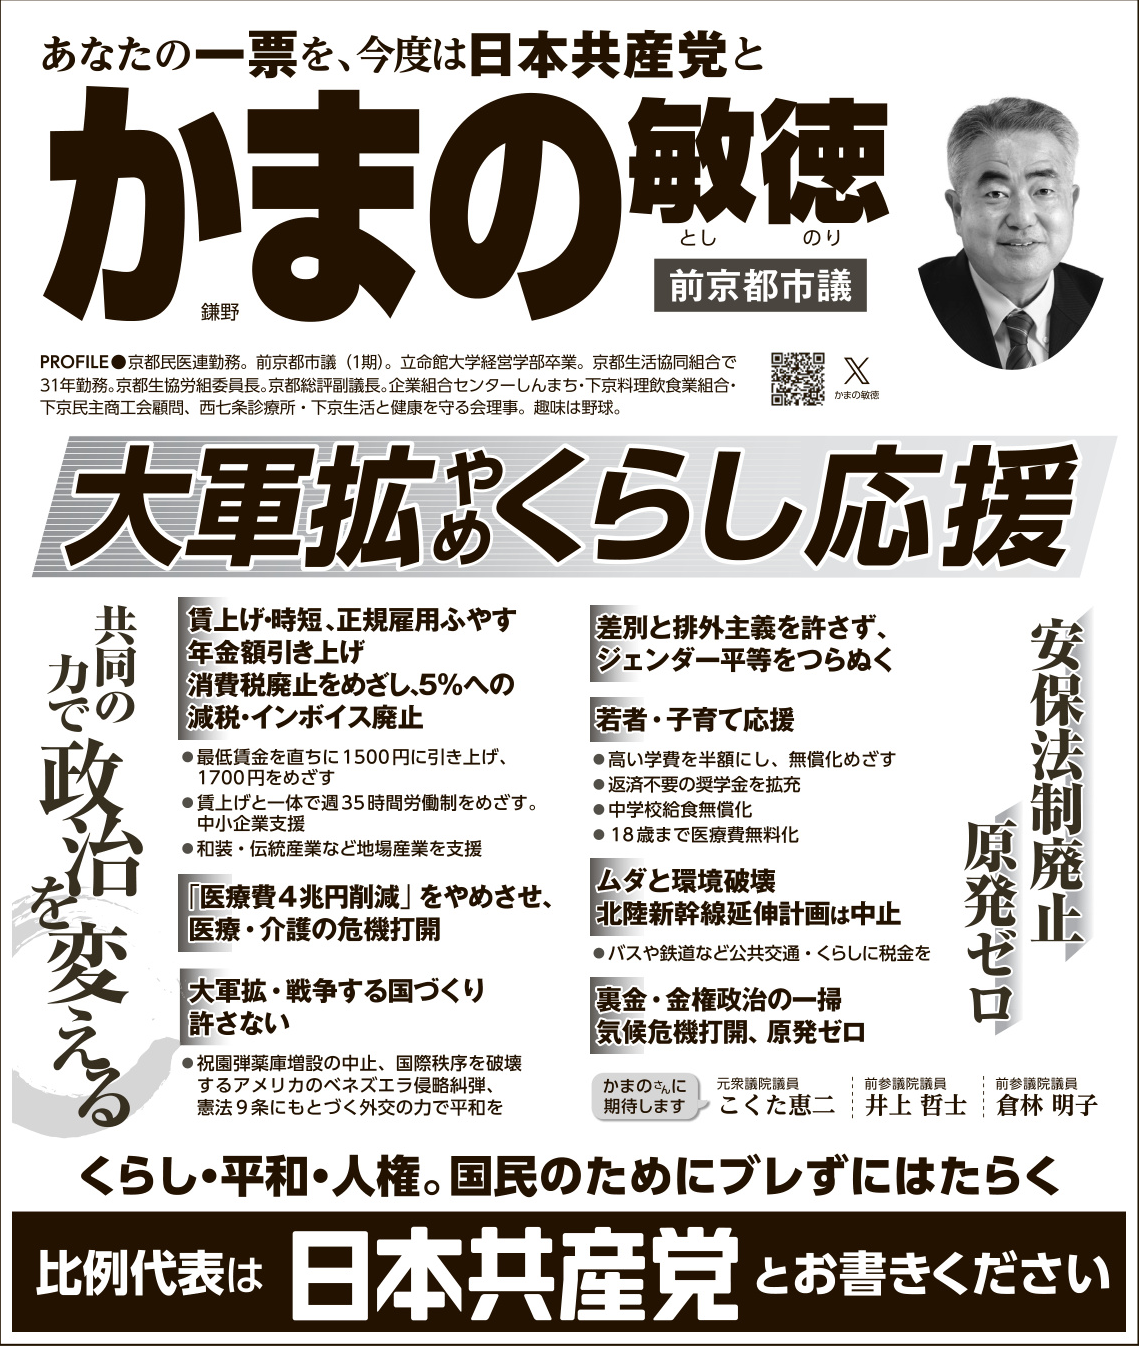 あなたの一票を、今度は日本共産党と
かまの敏徳
とし のり
鎌野
前京都市議
PROFILE●京都民医連勤務。前京都市議（1期）。立命館大学経営学部卒業。京都生活協同組合で
31年勤務。京都生協労組委員長。京都総評副議長。企業組合センターしんまち・下京料理飲食業組合・
下京民主商工会顧問、西七条診療所・下京生活と健康を守る会理事。趣味は野球。
X
かまの敏徳
大軍拡やめくらし応援
共同の
力で政治を変える
賃上げ・時短、正規雇用ふやす
年金額引き上げ
消費税廃止をめざし、5％への
減税・インボイス廃止
●最低賃金を直ちに1500円に引き上げ、
1700円をめざす
●賃上げと一体で週35時間労働制をめざす。
中小企業支援
●和装・伝統産業など地場産業を支援
「医療費4兆円削減」をやめさせ、
医療・介護の危機打開
大軍拡・戦争する国づくり
許さない
●祝園弾薬庫増設の中止、国際秩序を破壊
するアメリカのベネズエラ侵略糾弾、
憲法9条にもとづく外交の力で平和を
差別と排外主義を許さず、
ジェンダー平等をつらぬく
若者・子育て応援
●高い学費を半額にし、無償化めざす
●返済不要の奨学金を拡充
●中学校給食無償化
●18歳まで医療費無料化
ムダと環境破壊
北陸新幹線延伸計画は中止
●バスや鉄道など公共交通・くらしに税金を
裏金・金権政治の一掃
気候危機打開、原発ゼロ
安保法制廃止
原発ゼロ
かまのさんに
期待します
元衆議院議員
こくた恵二
前参議院議員
井上 哲士
前参議院議員
倉林 明子
くらし・平和・人権。国民のためにブレずにはたらく
比例代表は 日本共産党 とお書きください